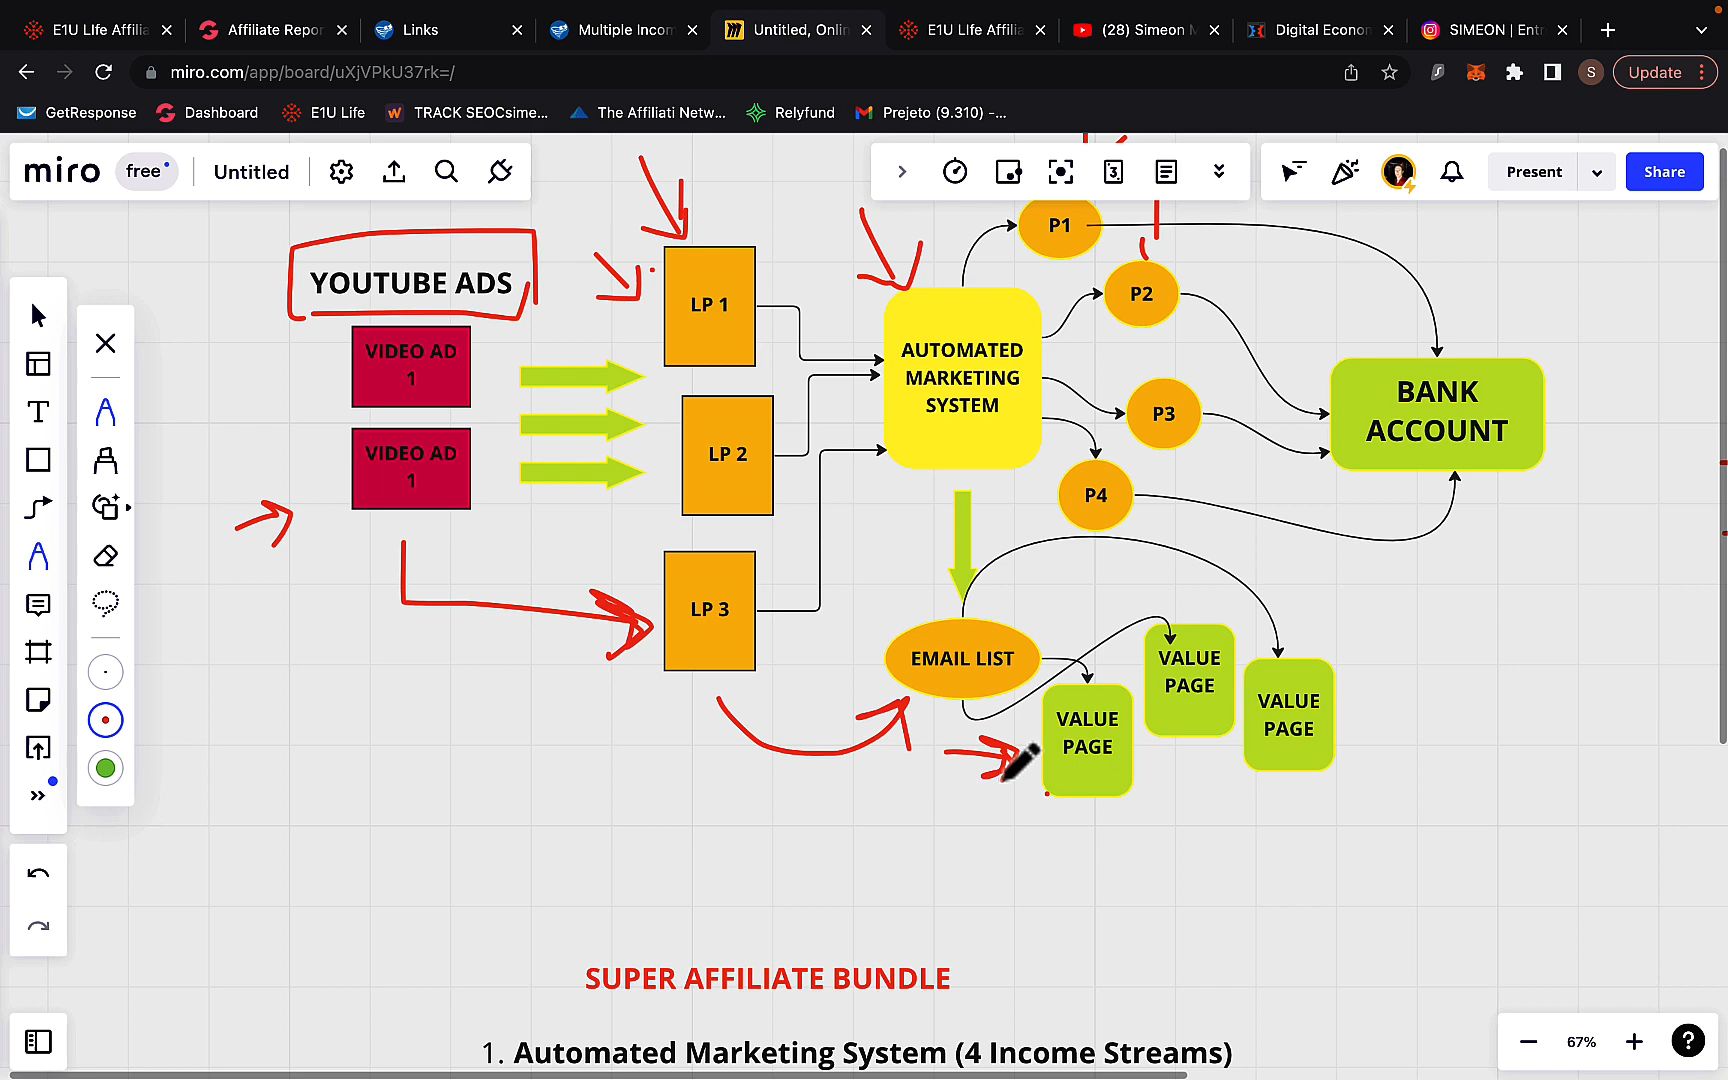 E1U LIfe Affilia
Affiliate Repor
Links
Multiple Incom
Untitled, Onlin
E1U LIfe Affilia
(28) Simeon M
Digital Econon
SIMEON | Entr
miro.com/app/board/uXjVPkU37rk=/
S
Update
GetResponse
Dashboard
E1U Life
TRACK SEOCsime...
The Affiliati Netw...
Relyfund
Prejeto (9.310) -...
miro
free
Untitled
3
Present
Share
YOUTUBE ADS
VIDEO AD
1
VIDEO AD
1
LP 1
LP 2
LP 3
AUTOMATED
MARKETING
SYSTEM
P1
P2
P3
P4
BANK
ACCOUNT
EMAIL LIST
VALUE
PAGE
VALUE
PAGE
VALUE
PAGE
SUPER AFFILIATE BUNDLE
1. Automated Marketing System (4 Income Streams)
67%